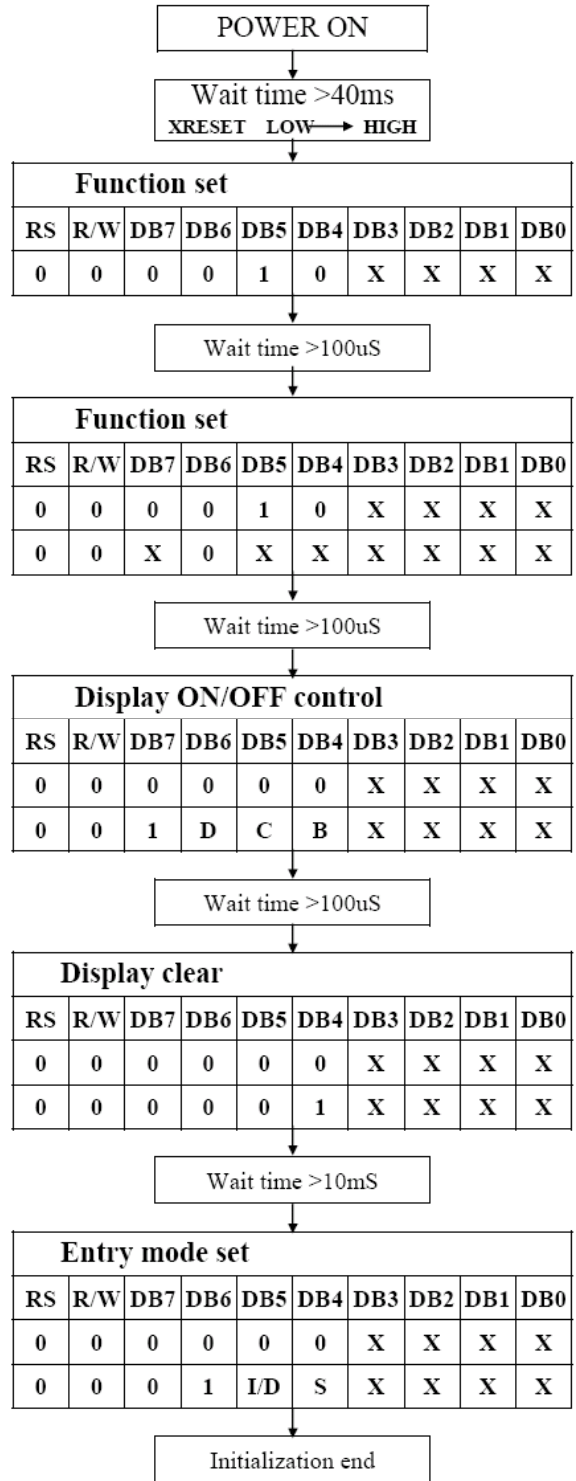 POWER ON
Wait time >40ms
XRESET LOW → HIGH
Function set
RS R/W DB7 DB6 DB5 DB4 DB3 DB2 DB1 DB0
0 0 0 0 1 0 X X X X
Wait time >100uS
Function set
RS R/W DB7 DB6 DB5 DB4 DB3 DB2 DB1 DB0
0 0 0 0 1 0 X X X X
0 0 X 0 X X X X X X
Wait time >100uS
Display ON/OFF control
RS R/W DB7 DB6 DB5 DB4 DB3 DB2 DB1 DB0
0 0 0 0 0 0 X X X X
0 0 1 D C B X X X X
Wait time >100uS
Display clear
RS R/W DB7 DB6 DB5 DB4 DB3 DB2 DB1 DB0
0 0 0 0 0 0 X X X X
0 0 0 0 0 1 X X X X
Wait time >10mS
Entry mode set
RS R/W DB7 DB6 DB5 DB4 DB3 DB2 DB1 DB0
0 0 0 0 0 0 X X X X
0 0 0 1 I/D S X X X X
Initialization end